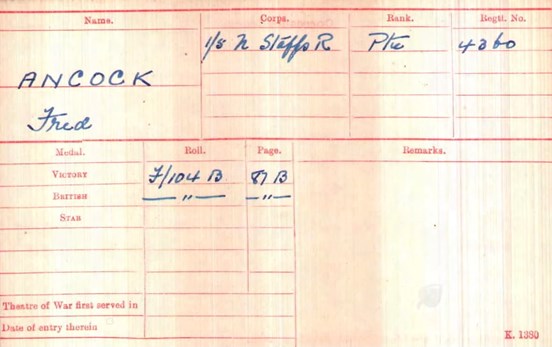 Name. Corps. Rank. Regtl. No.
1/5 N Staffs R Pte 4360
ANCOCK
Fred
Medal. Roll. Page. Remarks.
VICTORY J/104 B 87 B
BRITISH — " — — " —
STAR
Theatre of War first served in
Date of entry therein
K. 1380